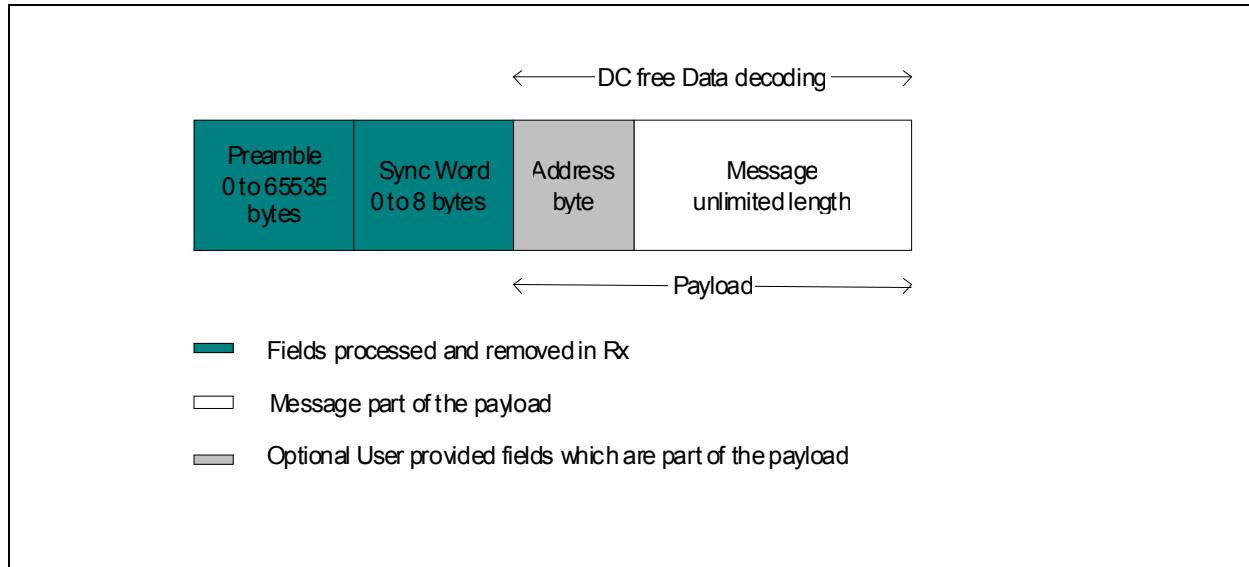 DC free Data decoding
Preamble
0 to 65535
bytes
Sync Word
0 to 8 bytes
Address
byte
Message
unlimited length
Payload
Fields processed and removed in Rx
Message part of the payload
Optional User provided fields which are part of the payload